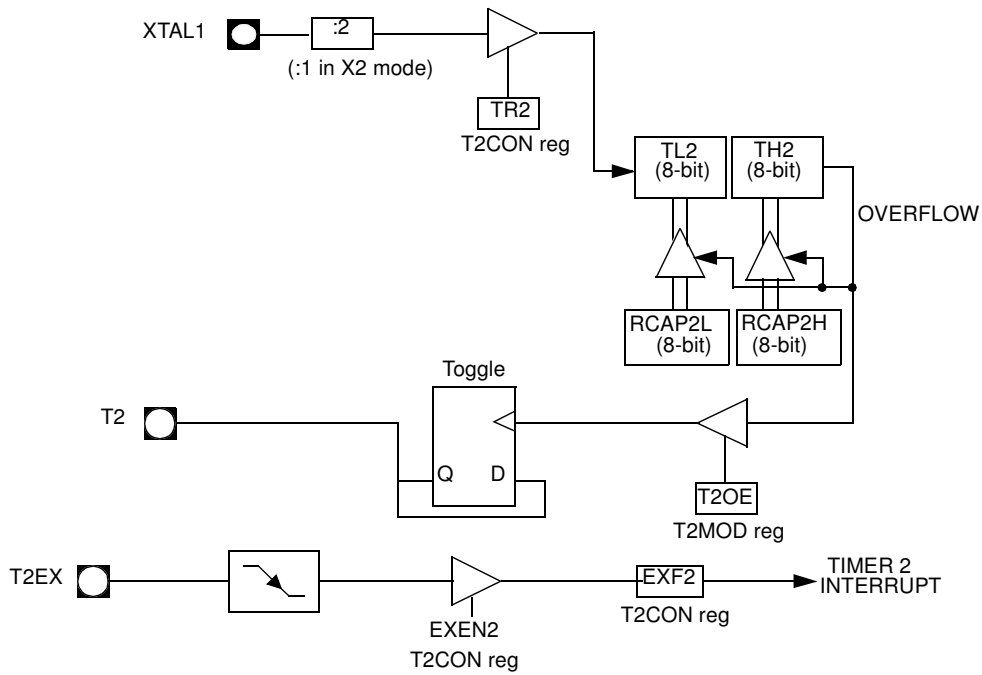 XTAL1
:2
(:1 in X2 mode)
TR2
T2CON reg
TL2
(8-bit)
TH2
(8-bit)
OVERFLOW
RCAP2L
(8-bit)
RCAP2H
(8-bit)
Toggle
T2
Q
D
T2OE
T2MOD reg
T2EX
EXEN2
T2CON reg
EXF2
T2CON reg
TIMER 2
INTERRUPT